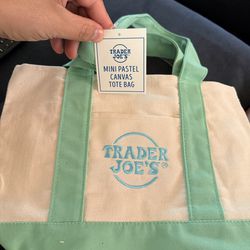 TRADER
JOE'S
MINI PASTEL
CANVAS
TOTE BAG
TRADER
JOE'S®